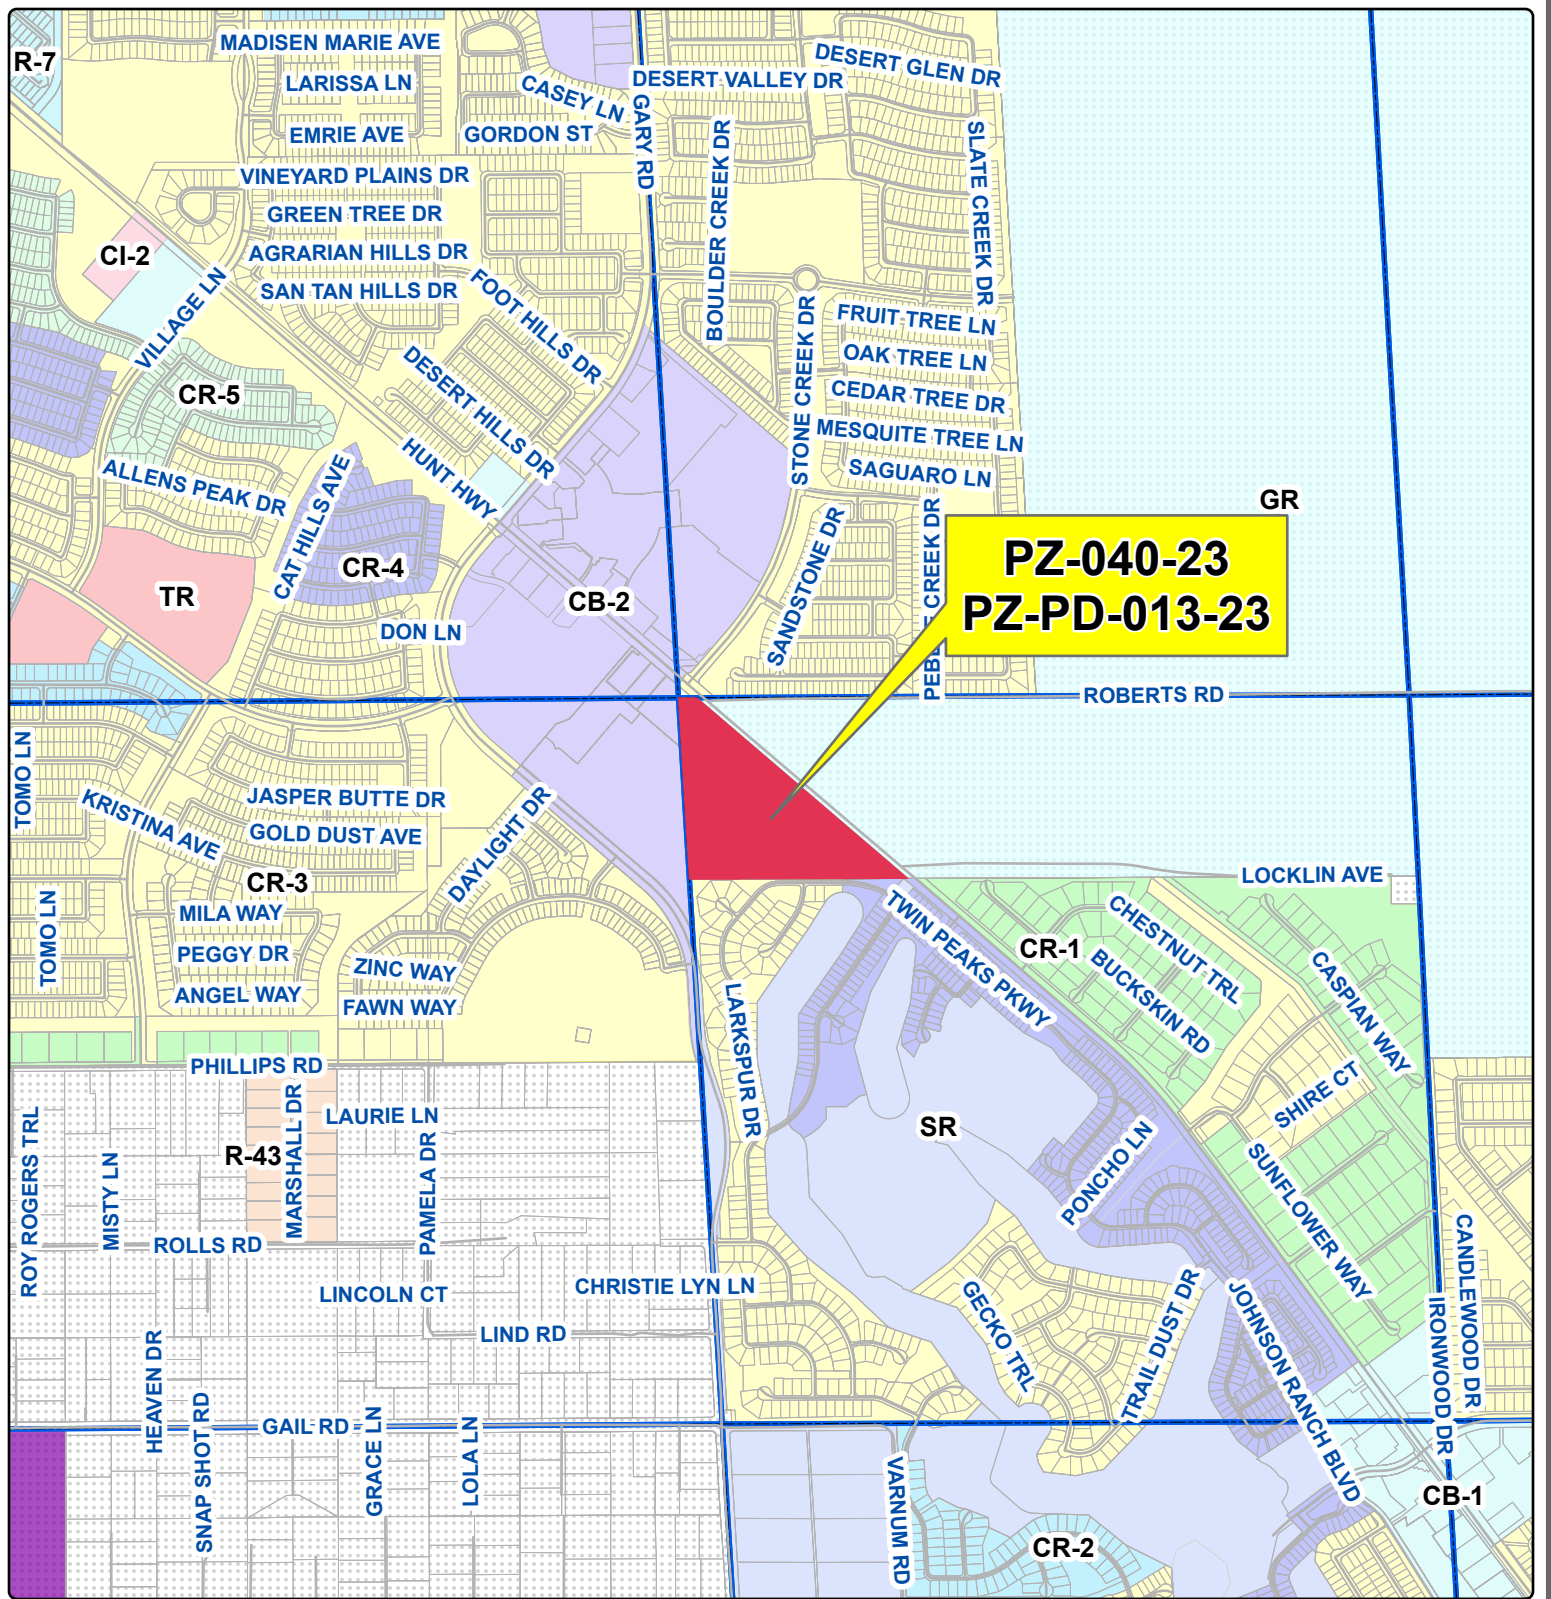 MADISEN MARIE AVE
R-7
LARISSA LN
CASEY LN
DESERT VALLEY DR
DESERT GLEN DR
EMRIE AVE
GORDON ST
GARY RD
BOULDER CREEK DR
SLATE CREEK DR
VINEYARD PLAINS DR
GREEN TREE DR
CI-2
AGRARIAN HILLS DR
SAN TAN HILLS DR
FOOT HILLS DR
VILLAGE LN
FRUIT TREE LN
OAK TREE LN
STONE CREEK DR
DESERT HILLS DR
CR-5
CEDAR TREE DR
MESQUITE TREE LN
HUNT HWY
SAGUARO LN
ALLENS PEAK DR
CAT HILLS AVE
GR
SANDSTONE DR
PEBBLE CREEK DR
PZ-040-23
PZ-PD-013-23
CR-4
TR
CB-2
DON LN
ROBERTS RD
TOMO LN
KRISTINA AVE
JASPER BUTTE DR
GOLD DUST AVE
DAYLIGHT DR
CR-3
LOCKLIN AVE
TOMO LN
MILA WAY
PEGGY DR
ANGEL WAY
ZINC WAY
FAWN WAY
TWIN PEAKS PKWY
CR-1
CHESTNUT TRL
BUCKSKIN RD
CASPIAN WAY
LARKSPUR DR
PHILLIPS RD
MARSHALL DR
LAURIE LN
SHIRE CT
SR
R-43
ROY ROGERS TRL
MISTY LN
PAMELA DR
PONCHO LN
SUNFLOWER WAY
ROLLS RD
CHRISTIE LYN LN
LINCOLN CT
LIND RD
GECKO TRL
TRAIL DUST DR
JOHNSON RANCH BLVD
IRONWOOD DR
CANDLEWOOD DR
HEAVEN DR
SNAP SHOT RD
GAIL RD
GRACE LN
LOLA LN
VARNUM RD
CB-1
CR-2